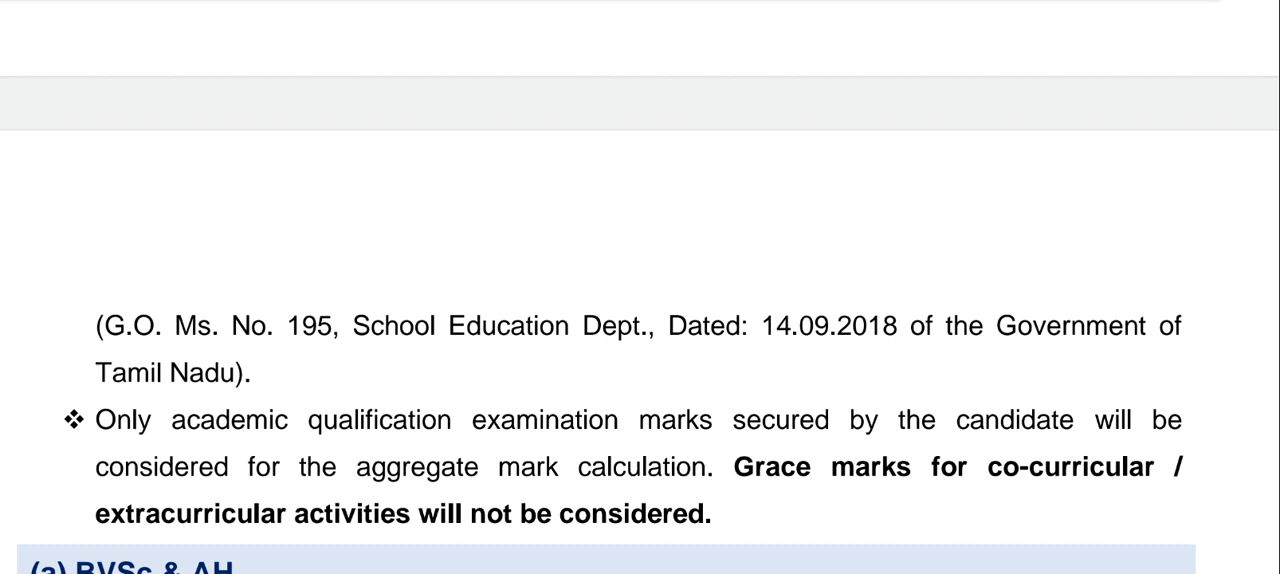 (G.O. Ms. No. 195, School Education Dept., Dated: 14.09.2018 of the Government of
Tamil Nadu).
❖ Only academic qualification examination marks secured by the candidate will be
considered for the aggregate mark calculation. Grace marks for co-curricular /
extracurricular activities will not be considered.
(a) BVSc & AH